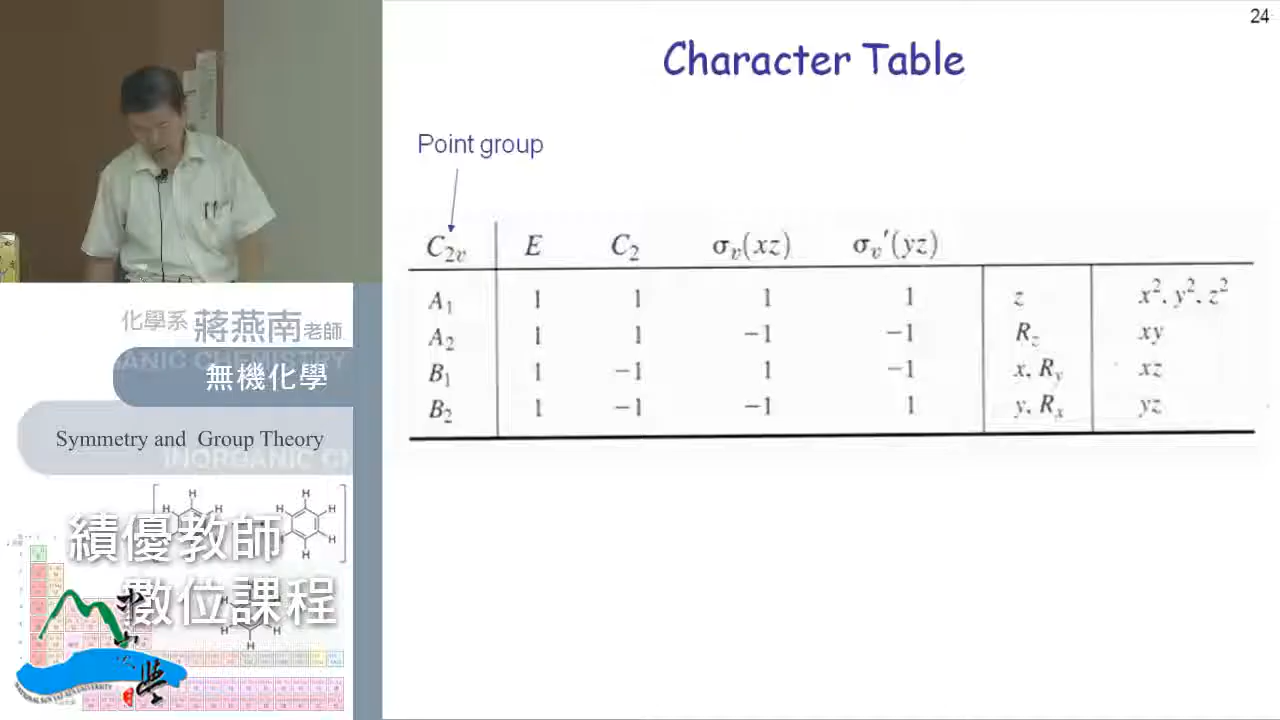 24
Character Table
Point group
C2v E C2 σv(xz) σv′(yz)
A1 1 1 1 1 z x², y², z²
A2 1 1 −1 −1 Rz xy
B1 1 −1 1 −1 x, Ry xz
B2 1 −1 −1 1 y, Rx yz
化學系 蔣燕南老師
無機化學
Symmetry and Group Theory
績優教師
數位課程